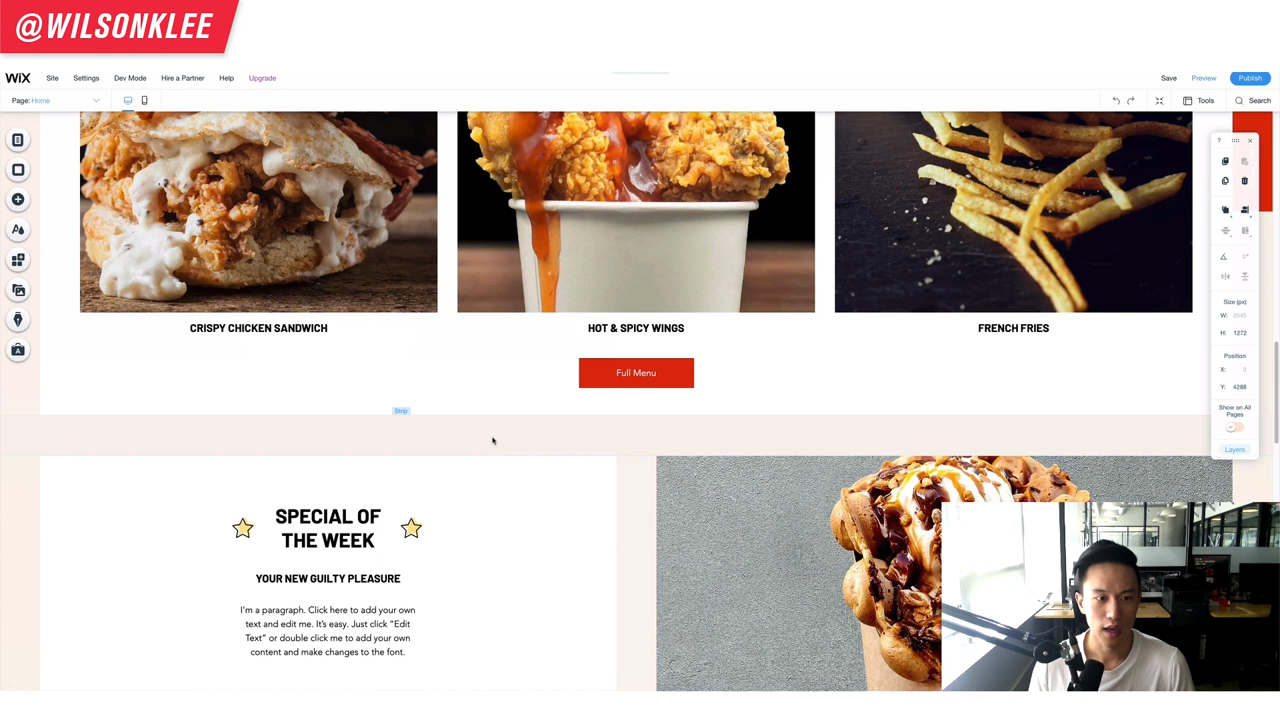 @WILSONKLEE
WiX Site Settings Dev Mode Hire a Partner Help Upgrade Save Preview Publish
Page: Home Tools Search
?
CRISPY CHICKEN SANDWICH HOT & SPICY WINGS FRENCH FRIES
Full Menu
Strip
Size (px)
W: 2545
H: 1272
Position
X: 0
Y: 4288
Show on All
Pages
Layers
SPECIAL OF
THE WEEK
YOUR NEW GUILTY PLEASURE
I'm a paragraph. Click here to add your own
text and edit me. It's easy. Just click "Edit
Text" or double click me to add your own
content and make changes to the font.